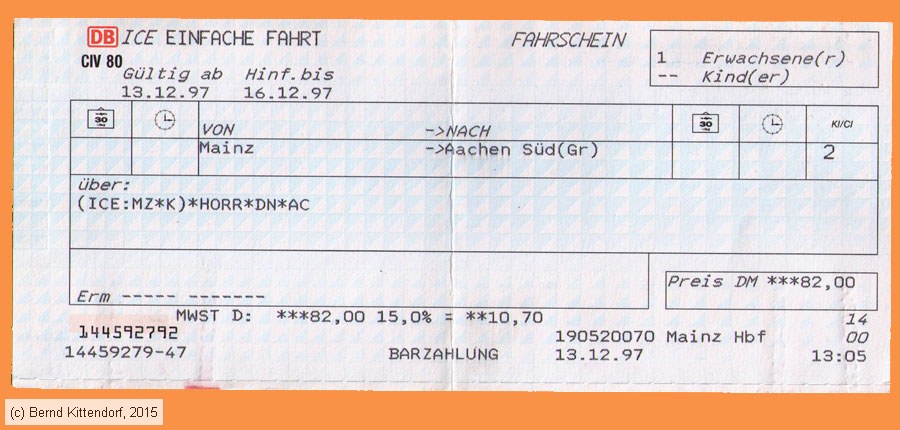 DB ICE EINFACHE FAHRT FAHRSCHEIN
CIV 80
1 Erwachsene(r)
-- Kind(er)
Gültig ab Hinf.bis
13.12.97 16.12.97
30 30 KI/Cl
VON ->NACH
Mainz ->Aachen Süd(Gr) 2
über:
(ICE:MZ*K)*HORR*DN*AC
Preis DM ***82,00
Erm ----- -------
MWST D: ***82,00 15,0% = **10,70 14
144592792 190520070 Mainz Hbf 00
14459279-47 BARZAHLUNG 13.12.97 13:05
(c) Bernd Kittendorf, 2015